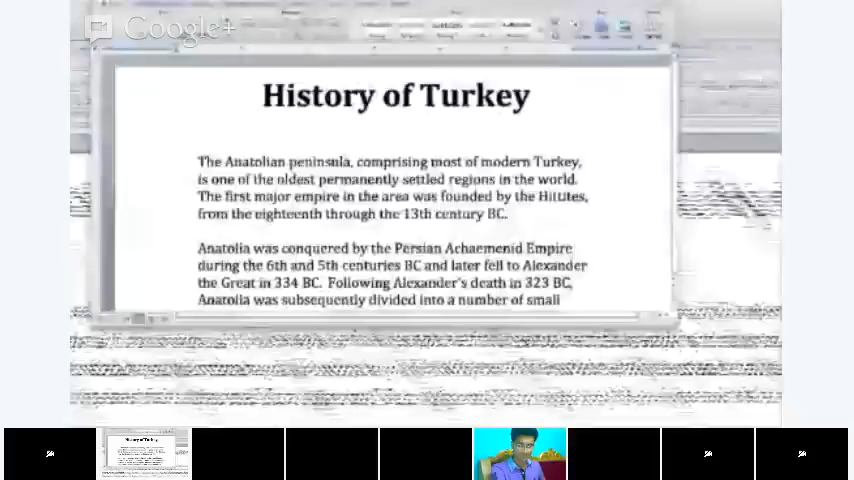 Google+
History of Turkey
The Anatolian peninsula, comprising most of modern Turkey,
is one of the oldest permanently settled regions in the world.
The first major empire in the area was founded by the Hittites,
from the eighteenth through the 13th century BC.
Anatolia was conquered by the Persian Achaemenid Empire
during the 6th and 5th centuries BC and later fell to Alexander
the Great in 334 BC. Following Alexander's death in 323 BC,
Anatolia was subsequently divided into a number of small
History of Turkey